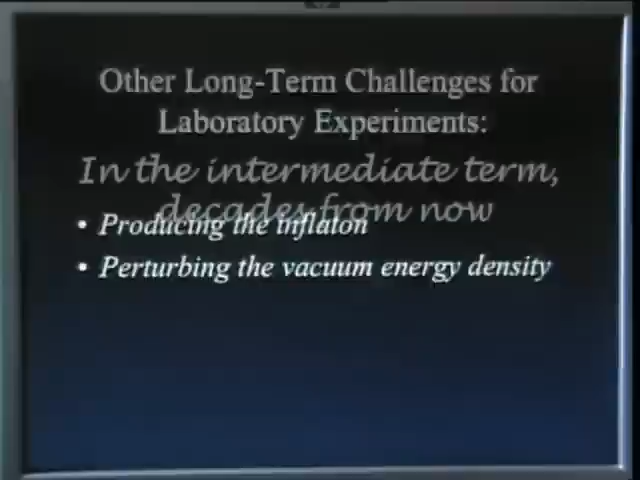 Other Long-Term Challenges for
Laboratory Experiments:
In the intermediate term,
decades from now
• Producing the inflaton
• Perturbing the vacuum energy density